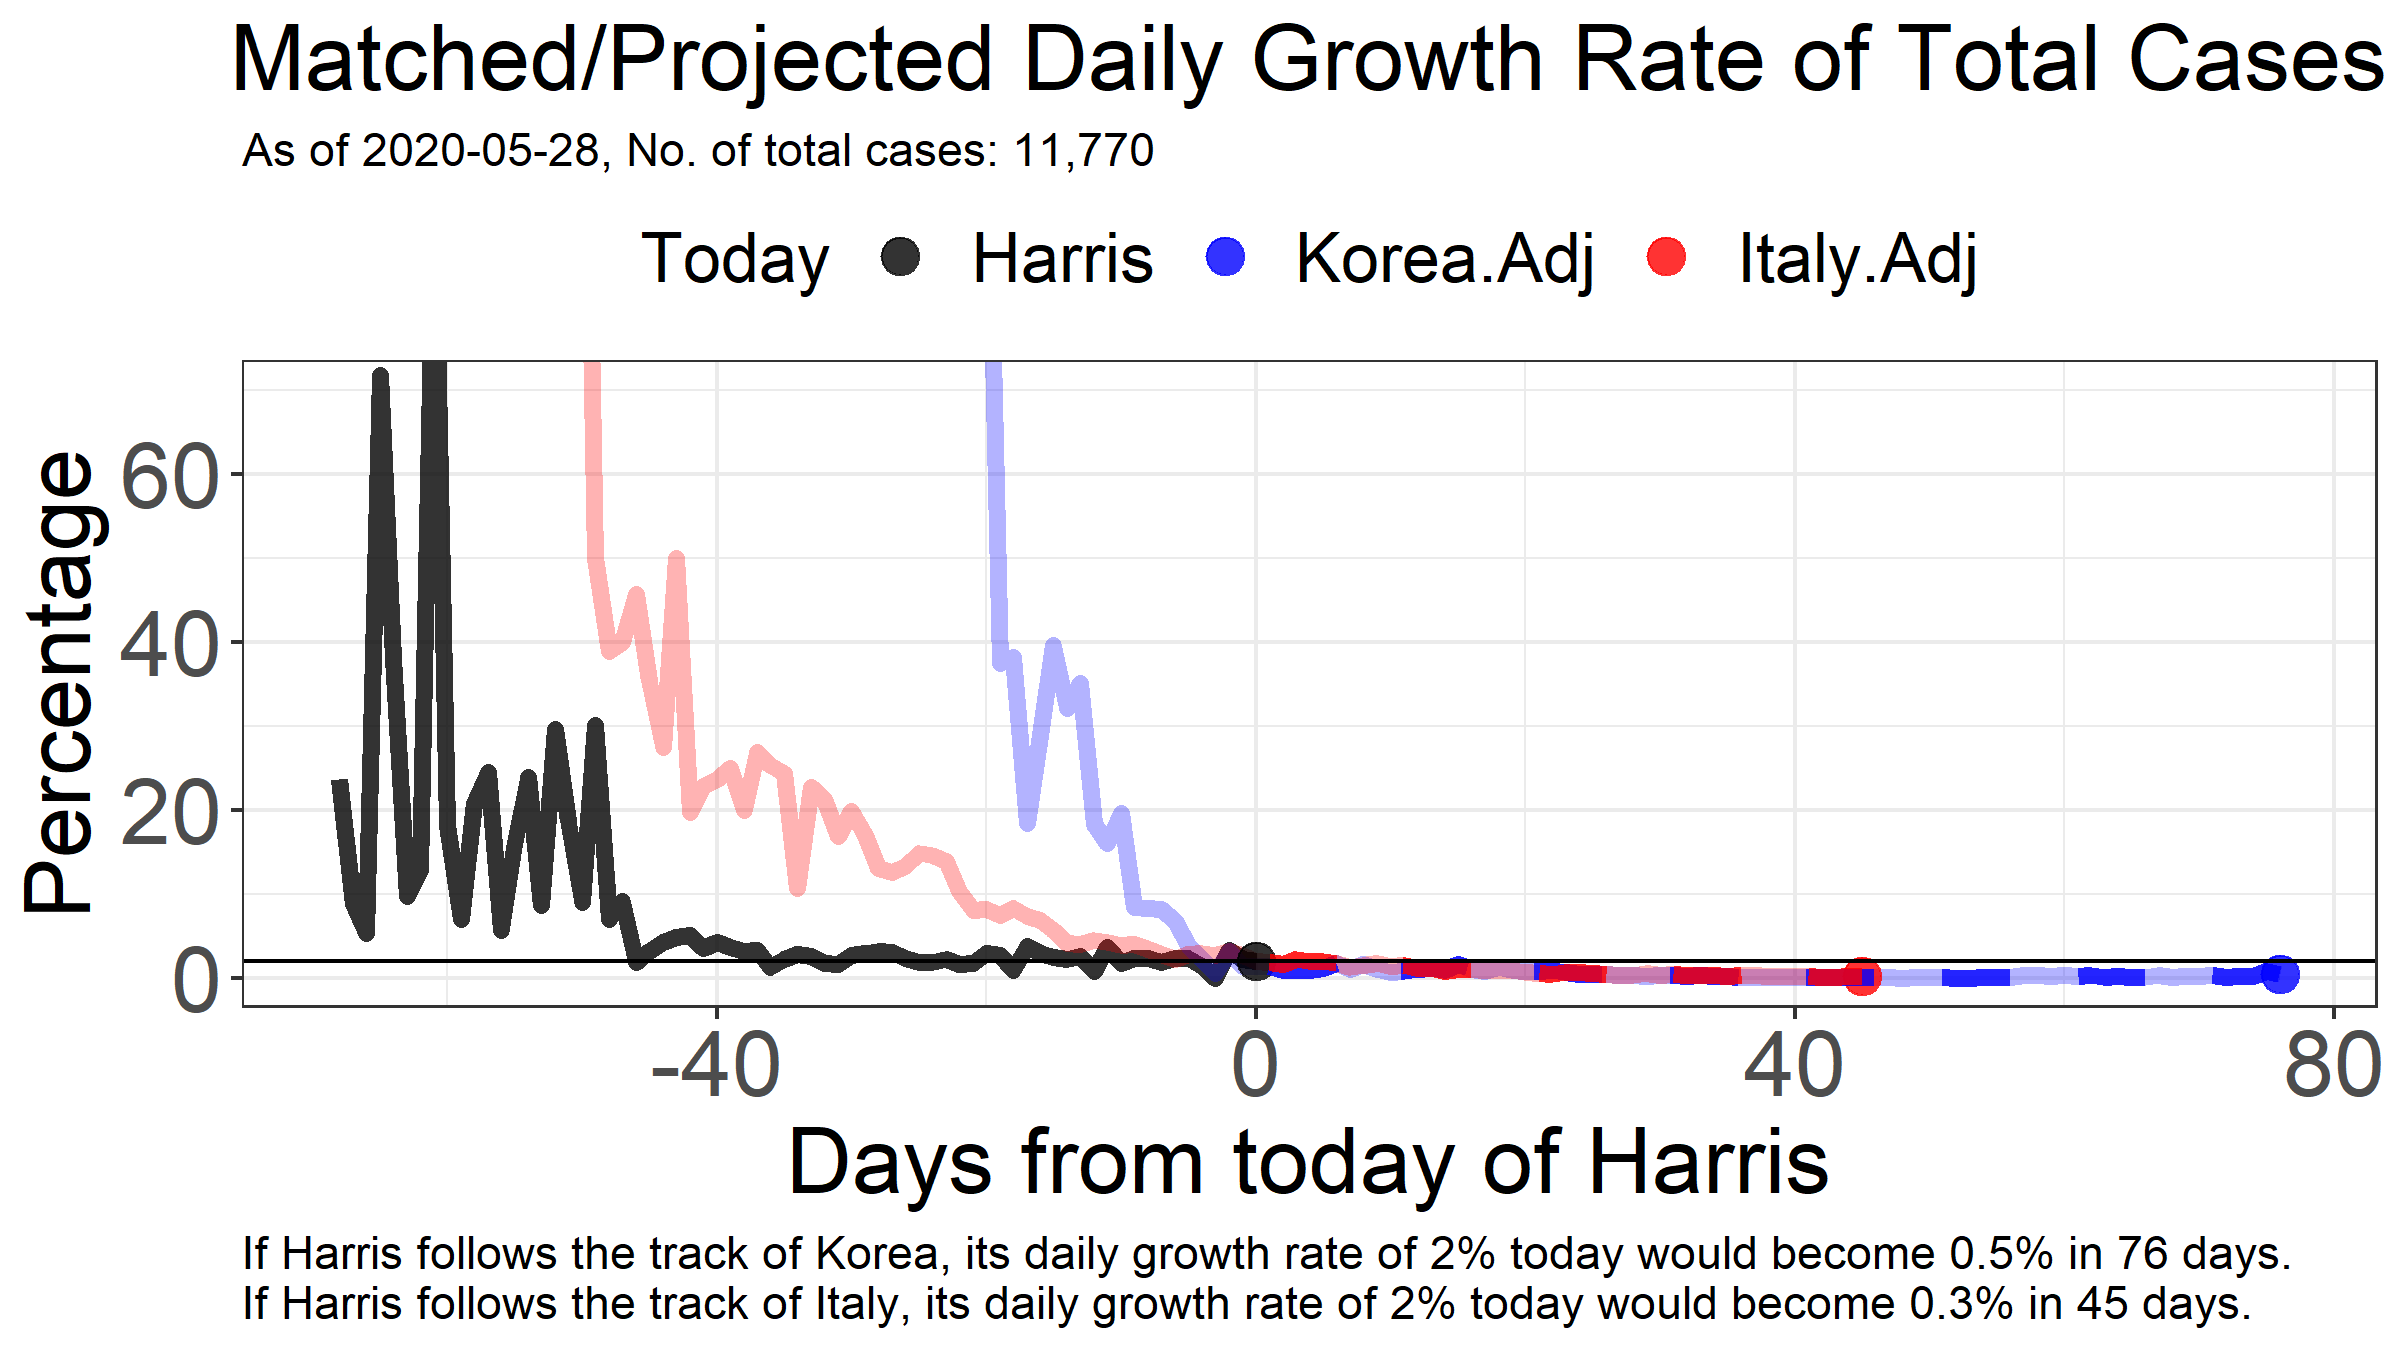 Matched/Projected Daily Growth Rate of Total Cases
As of 2020-05-28, No. of total cases: 11,770
Today Harris Korea.Adj Italy.Adj
Percentage
60
40
20
0
-40 0 40 80
Days from today of Harris
If Harris follows the track of Korea, its daily growth rate of 2% today would become 0.5% in 76 days.
If Harris follows the track of Italy, its daily growth rate of 2% today would become 0.3% in 45 days.